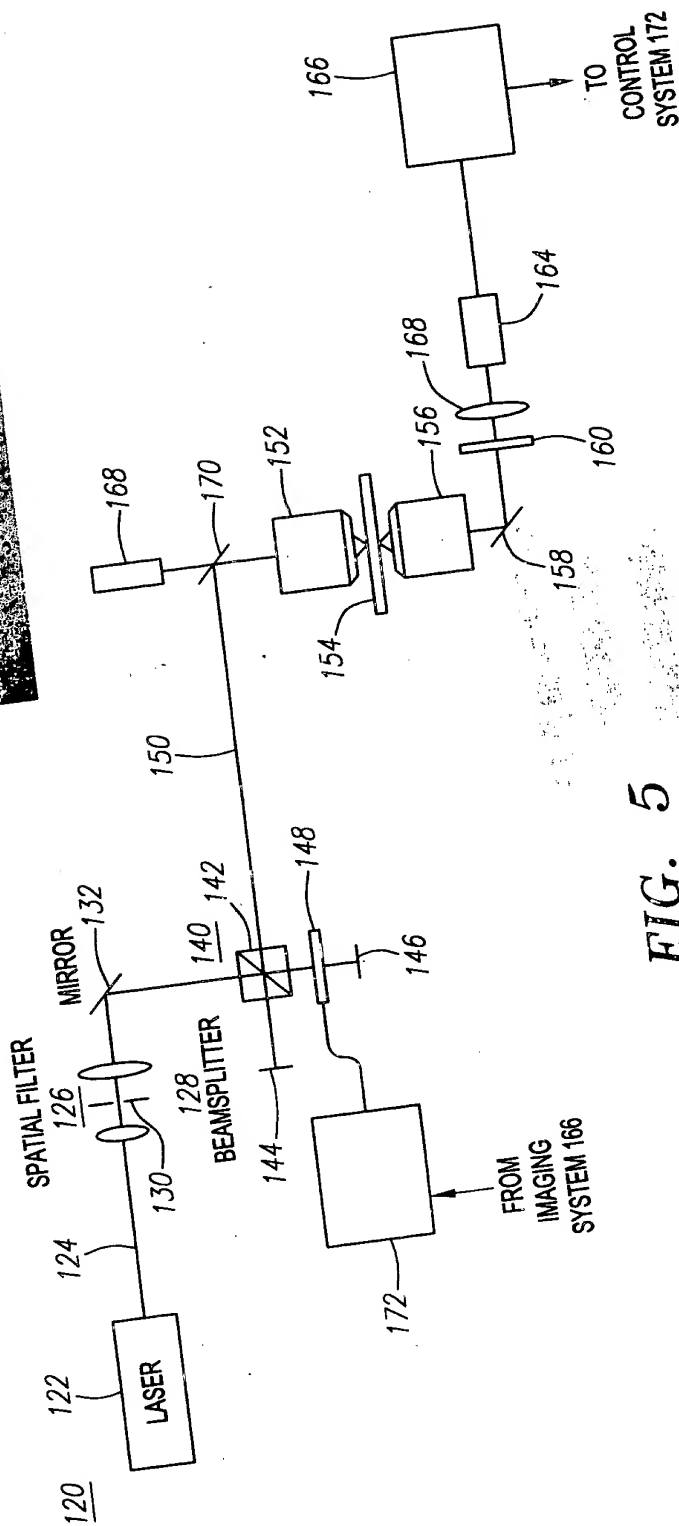 120
122
LASER
124
SPATIAL FILTER
126
130
MIRROR
132
128
BEAMSPLITTER
140
142
144
146
148
172
FROM
IMAGING
SYSTEM 166
150
168
170
152
154
156
158
160
168
164
166
TO
CONTROL
SYSTEM 172
FIG. 5